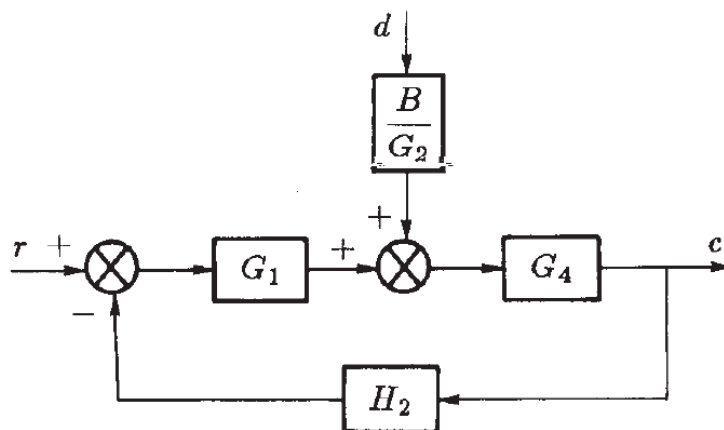 d
B
G₂
r +
+
+
c
G₁
G₄
−
H₂